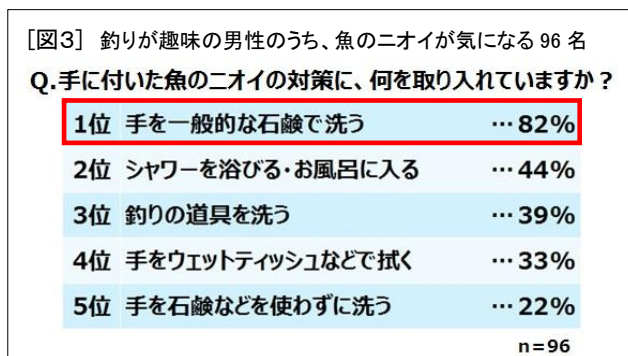 [図3] 釣りが趣味の男性のうち、魚のニオイが気になる 96 名
Q.手に付いた魚のニオイの対策に、何を取り入れていますか？
1位 手を一般的な石鹸で洗う …82%
2位 シャワーを浴びる・お風呂に入る …44%
3位 釣りの道具を洗う …39%
4位 手をウェットティッシュなどで拭く …33%
5位 手を石鹸などを使わずに洗う …22%
n=96